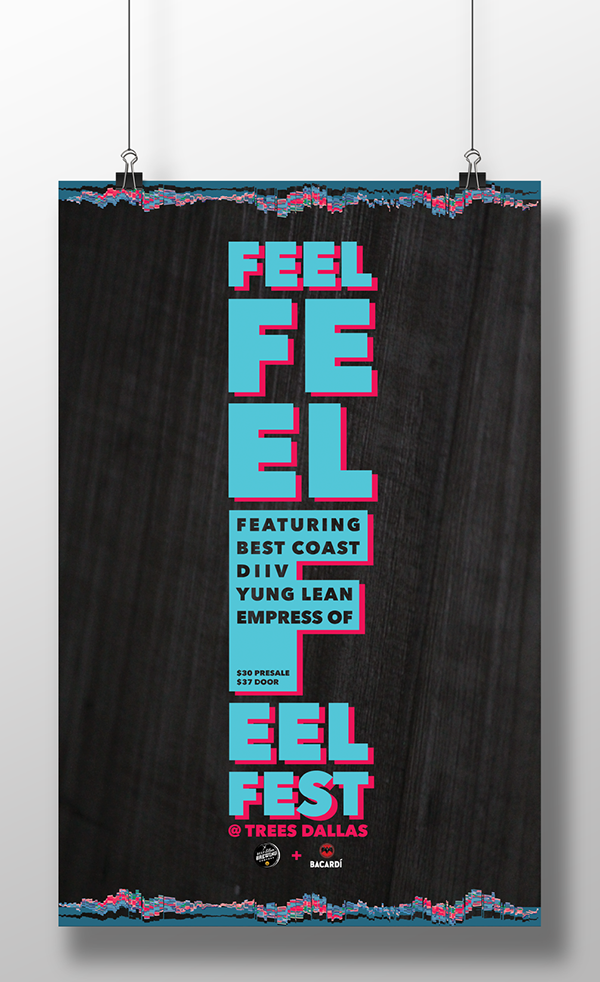 FEEL
FE
EL
F
FEATURING
BEST COAST
DIIV
YUNG LEAN
EMPRESS OF
$30 PRESALE
$37 DOOR
EEL
FEST
@ TREES DALLAS
BREWING + BACARDÍ